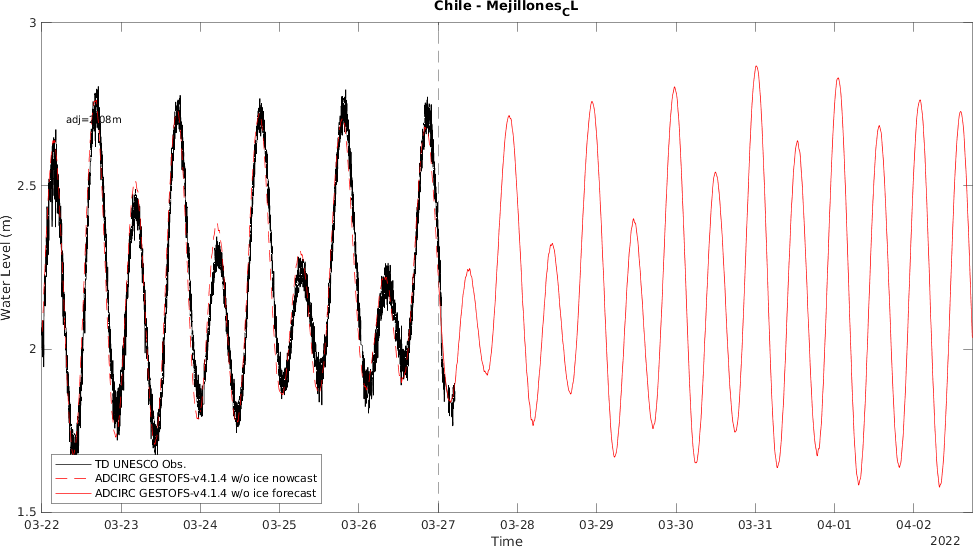 Chile - Mejillones_CL
3
adj=2.08m
2.5
Water Level (m)
2
TD UNESCO Obs.
ADCIRC GESTOFS-v4.1.4 w/o ice nowcast
ADCIRC GESTOFS-v4.1.4 w/o ice forecast
1.5
03-22 03-23 03-24 03-25 03-26 03-27 03-28 03-29 03-30 03-31 04-01 04-02
Time
2022